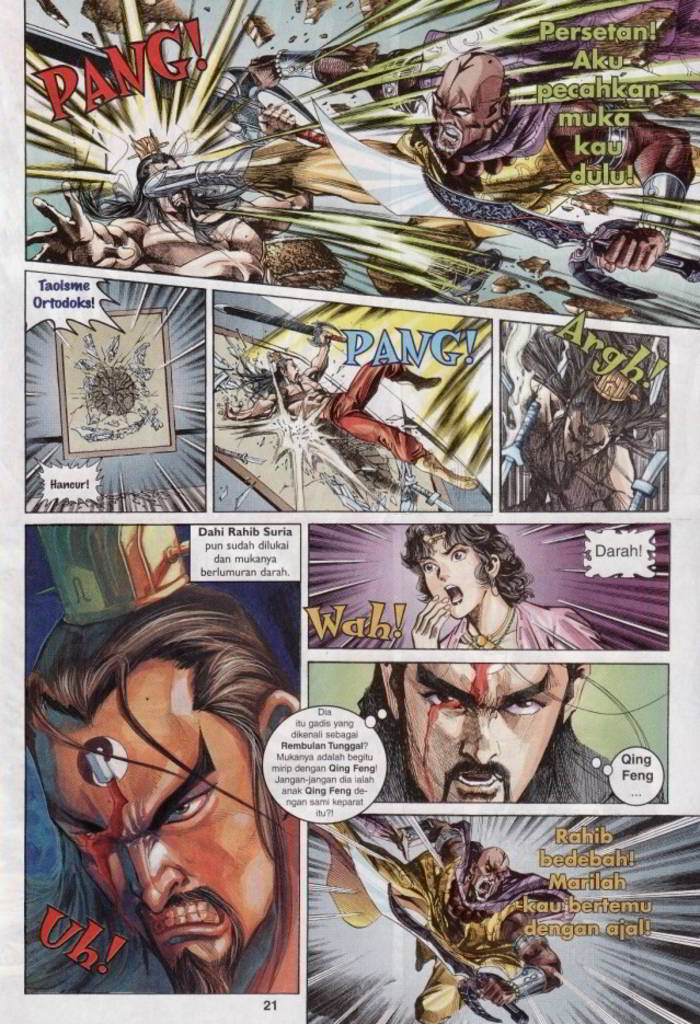 PANG!
Persetan!
Aku
pecahkan
muka
kau
dulu!
Taoisme
Ortodoks!
Hancur!
PANG!
Argh!
Dahi Rahib Suria
pun sudah dilukai
dan mukanya
berlumuran darah.
Uh!
Wah!
Darah!
Dia
itu gadis yang
dikenali sebagai
Rembulan Tunggal?
Mukanya adalah begitu
mirip dengan Qing Feng!
Jangan-jangan dia ialah
anak Qing Feng de-
ngan sami keparat
itu?!
Qing
Feng
...
Rahib
bedebah!
Marilah
kau bertemu
dengan ajal!
21